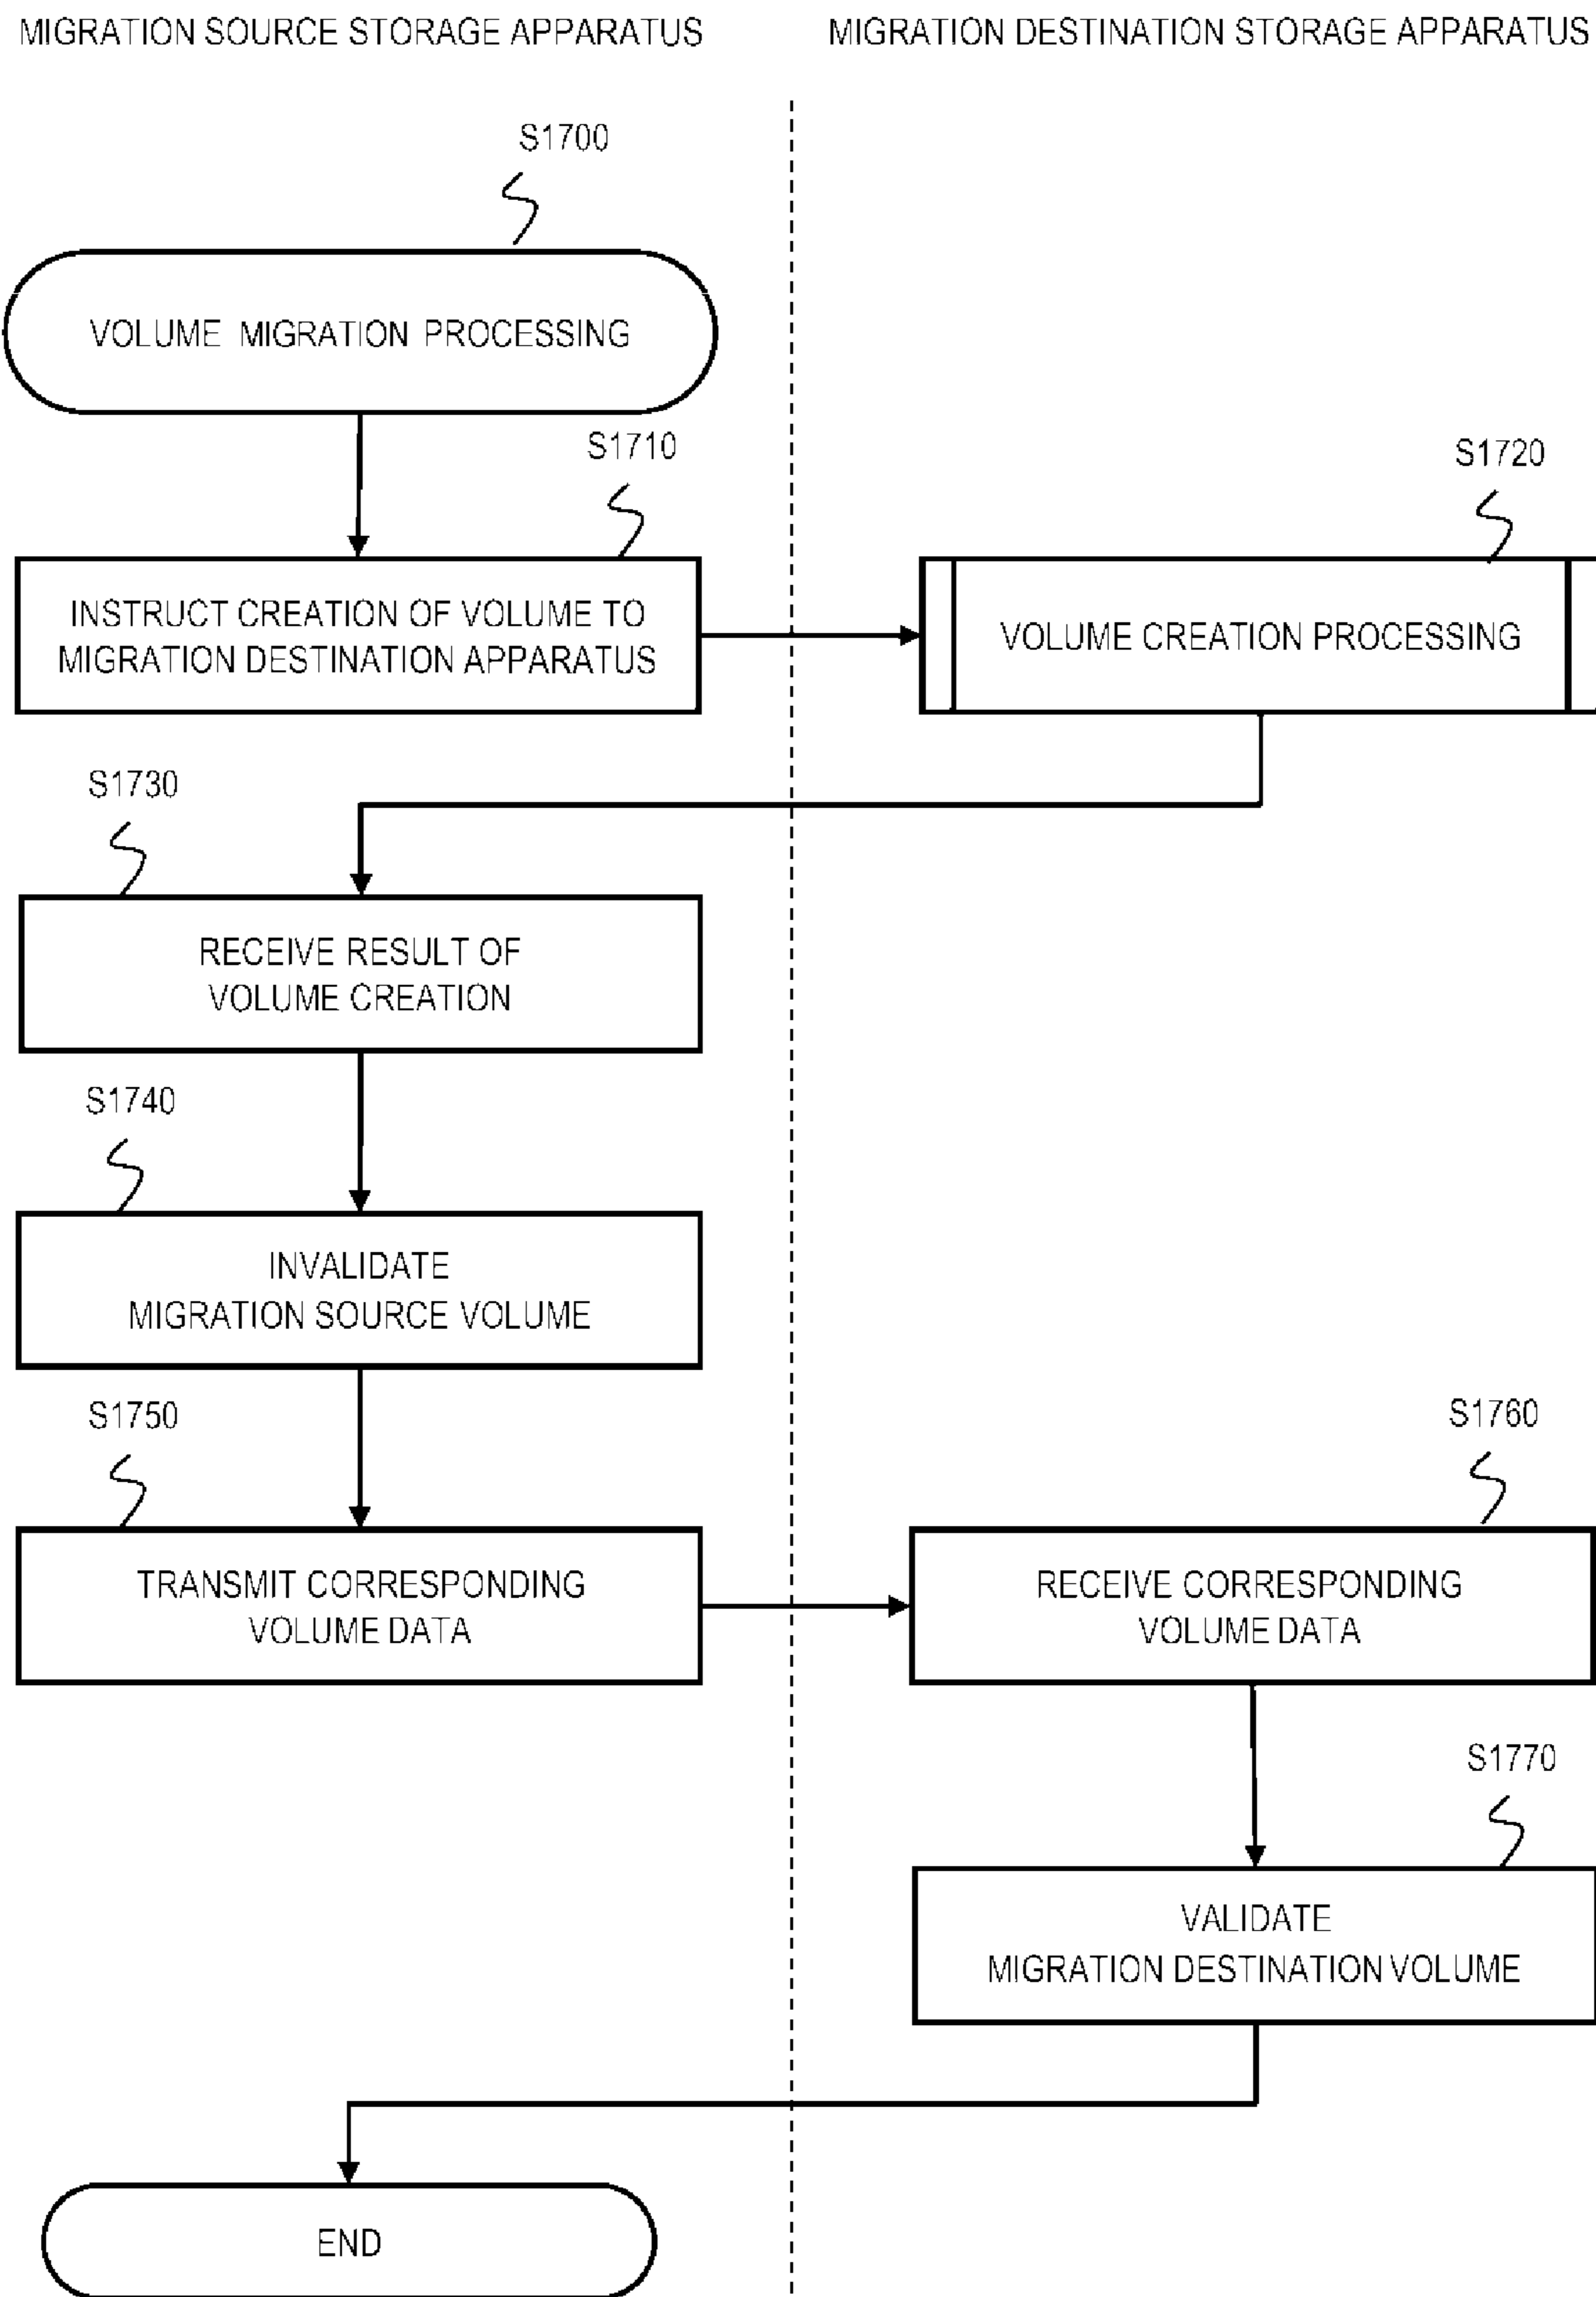 MIGRATION SOURCE STORAGE APPARATUS
MIGRATION DESTINATION STORAGE APPARATUS
S1700
VOLUME MIGRATION PROCESSING
S1710
INSTRUCT CREATION OF VOLUME TO
MIGRATION DESTINATION APPARATUS
S1720
VOLUME CREATION PROCESSING
S1730
RECEIVE RESULT OF
VOLUME CREATION
S1740
INVALIDATE
MIGRATION SOURCE VOLUME
S1750
TRANSMIT CORRESPONDING
VOLUME DATA
S1760
RECEIVE CORRESPONDING
VOLUME DATA
S1770
VALIDATE
MIGRATION DESTINATION VOLUME
END